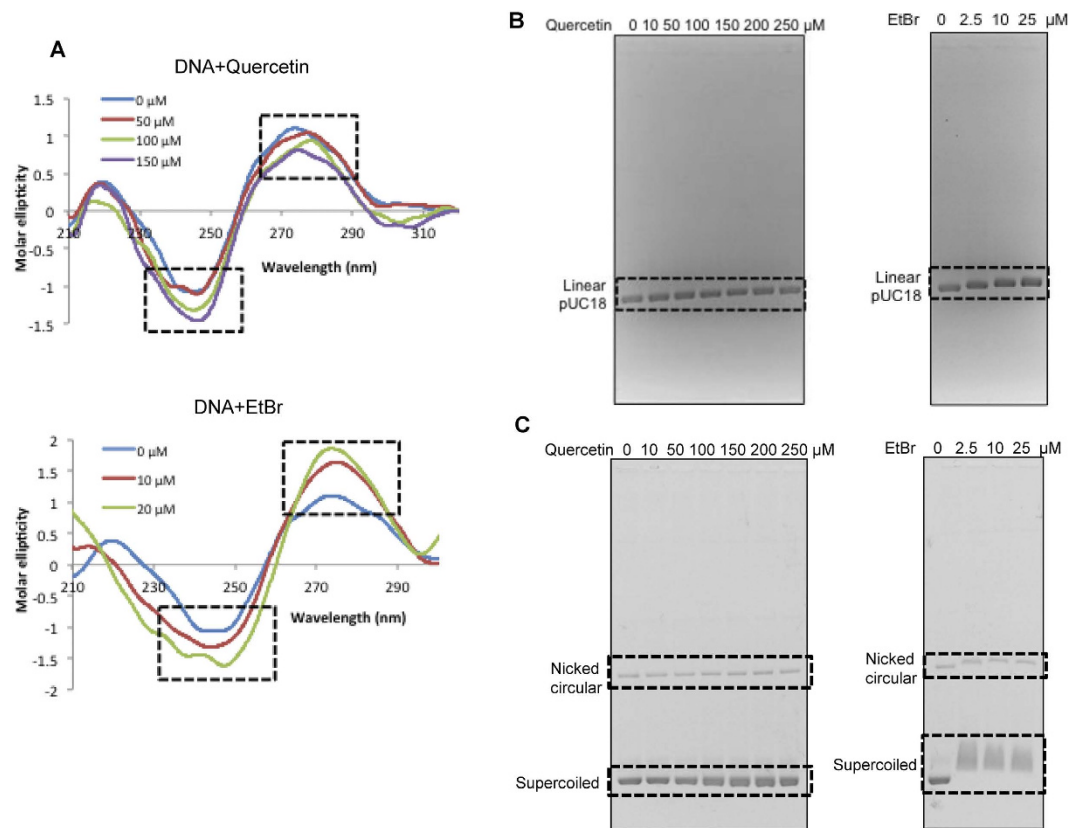 A
DNA+Quercetin
1.5
1
0.5
0
-0.5
-1
-1.5
0 µM
50 µM
100 µM
150 µM
210 230 250 270 290 310
Wavelength (nm)
Molar ellipticity
DNA+EtBr
2
1.5
1
0.5
0
-0.5
-1
-1.5
-2
0 µM
10 µM
20 µM
210 230 250 270 290
Wavelength (nm)
Molar ellipticity
B
Quercetin 0 10 50 100 150 200 250 µM
Linear
pUC18
EtBr 0 2.5 10 25 µM
Linear
pUC18
C
Quercetin 0 10 50 100 150 200 250 µM
Nicked
circular
Supercoiled
EtBr 0 2.5 10 25 µM
Nicked
circular
Supercoiled